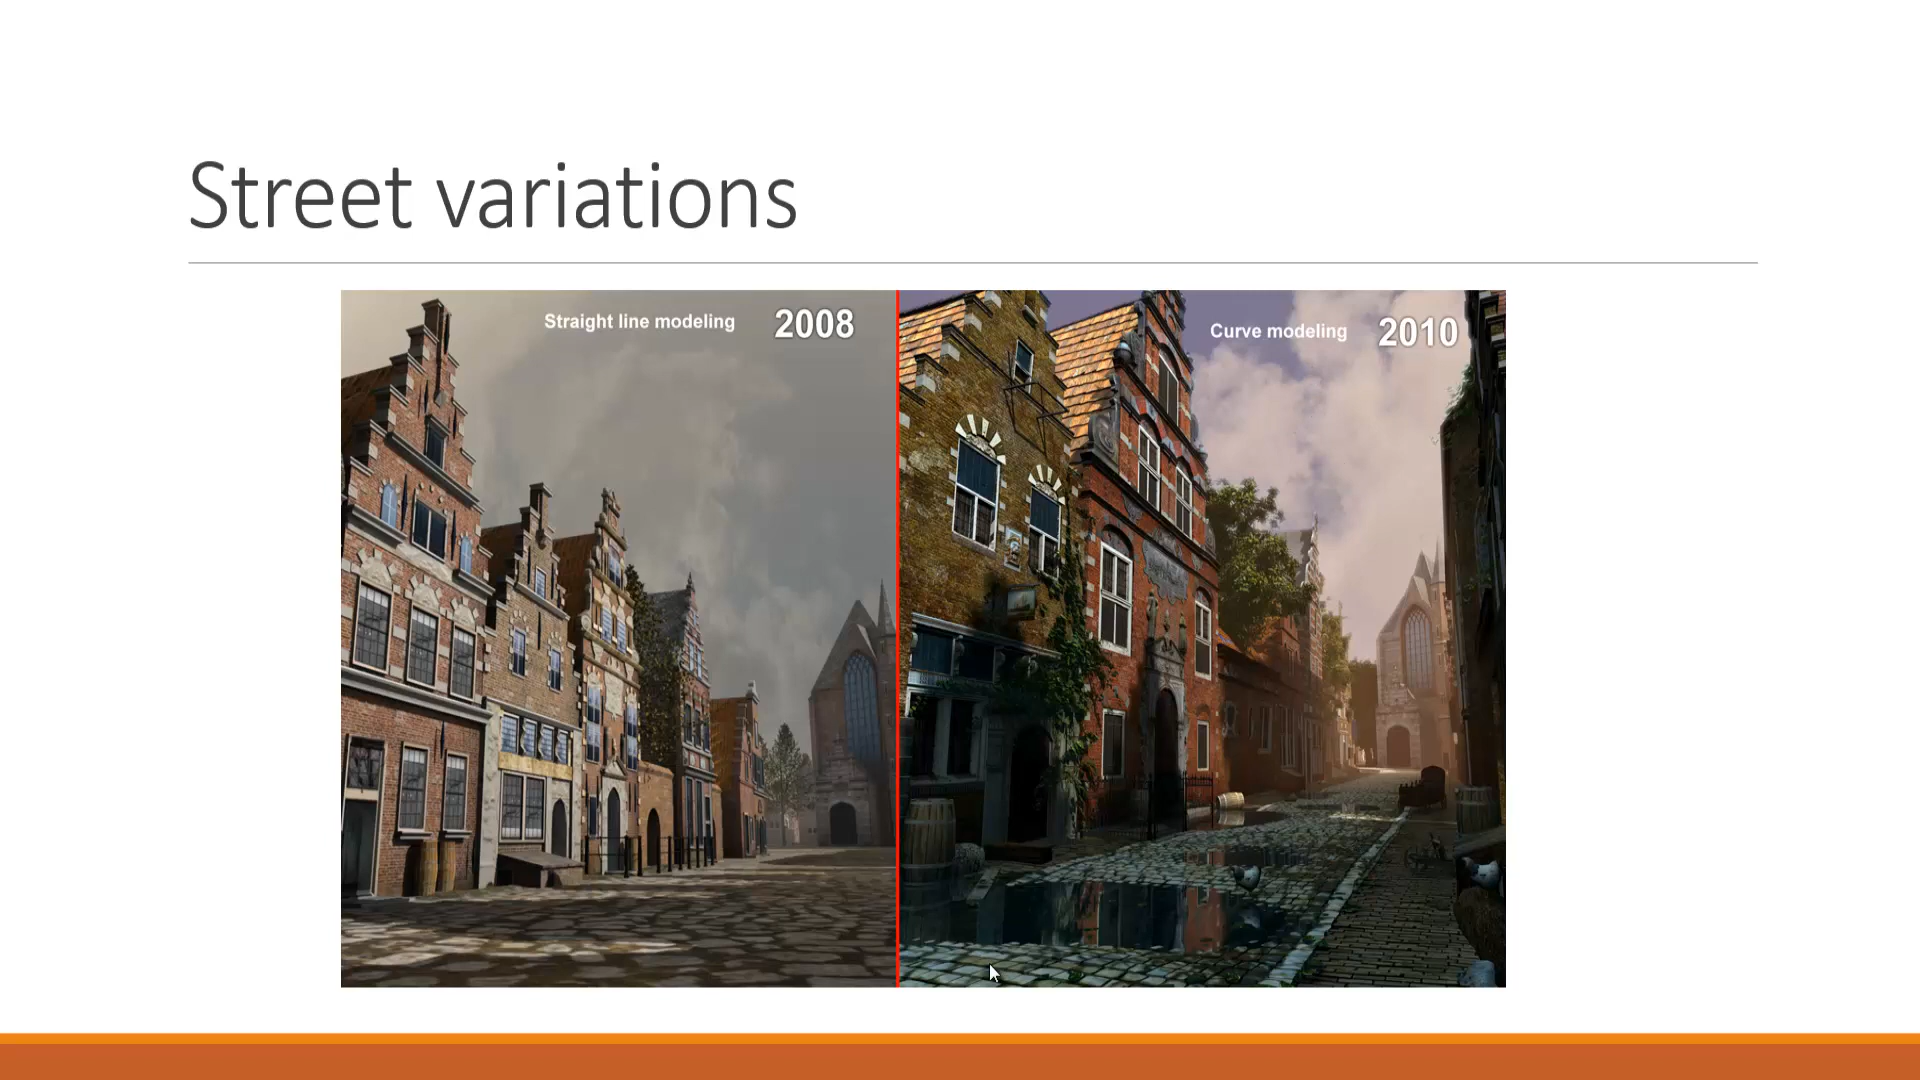 Street variations
Straight line modeling 2008
Curve modeling 2010